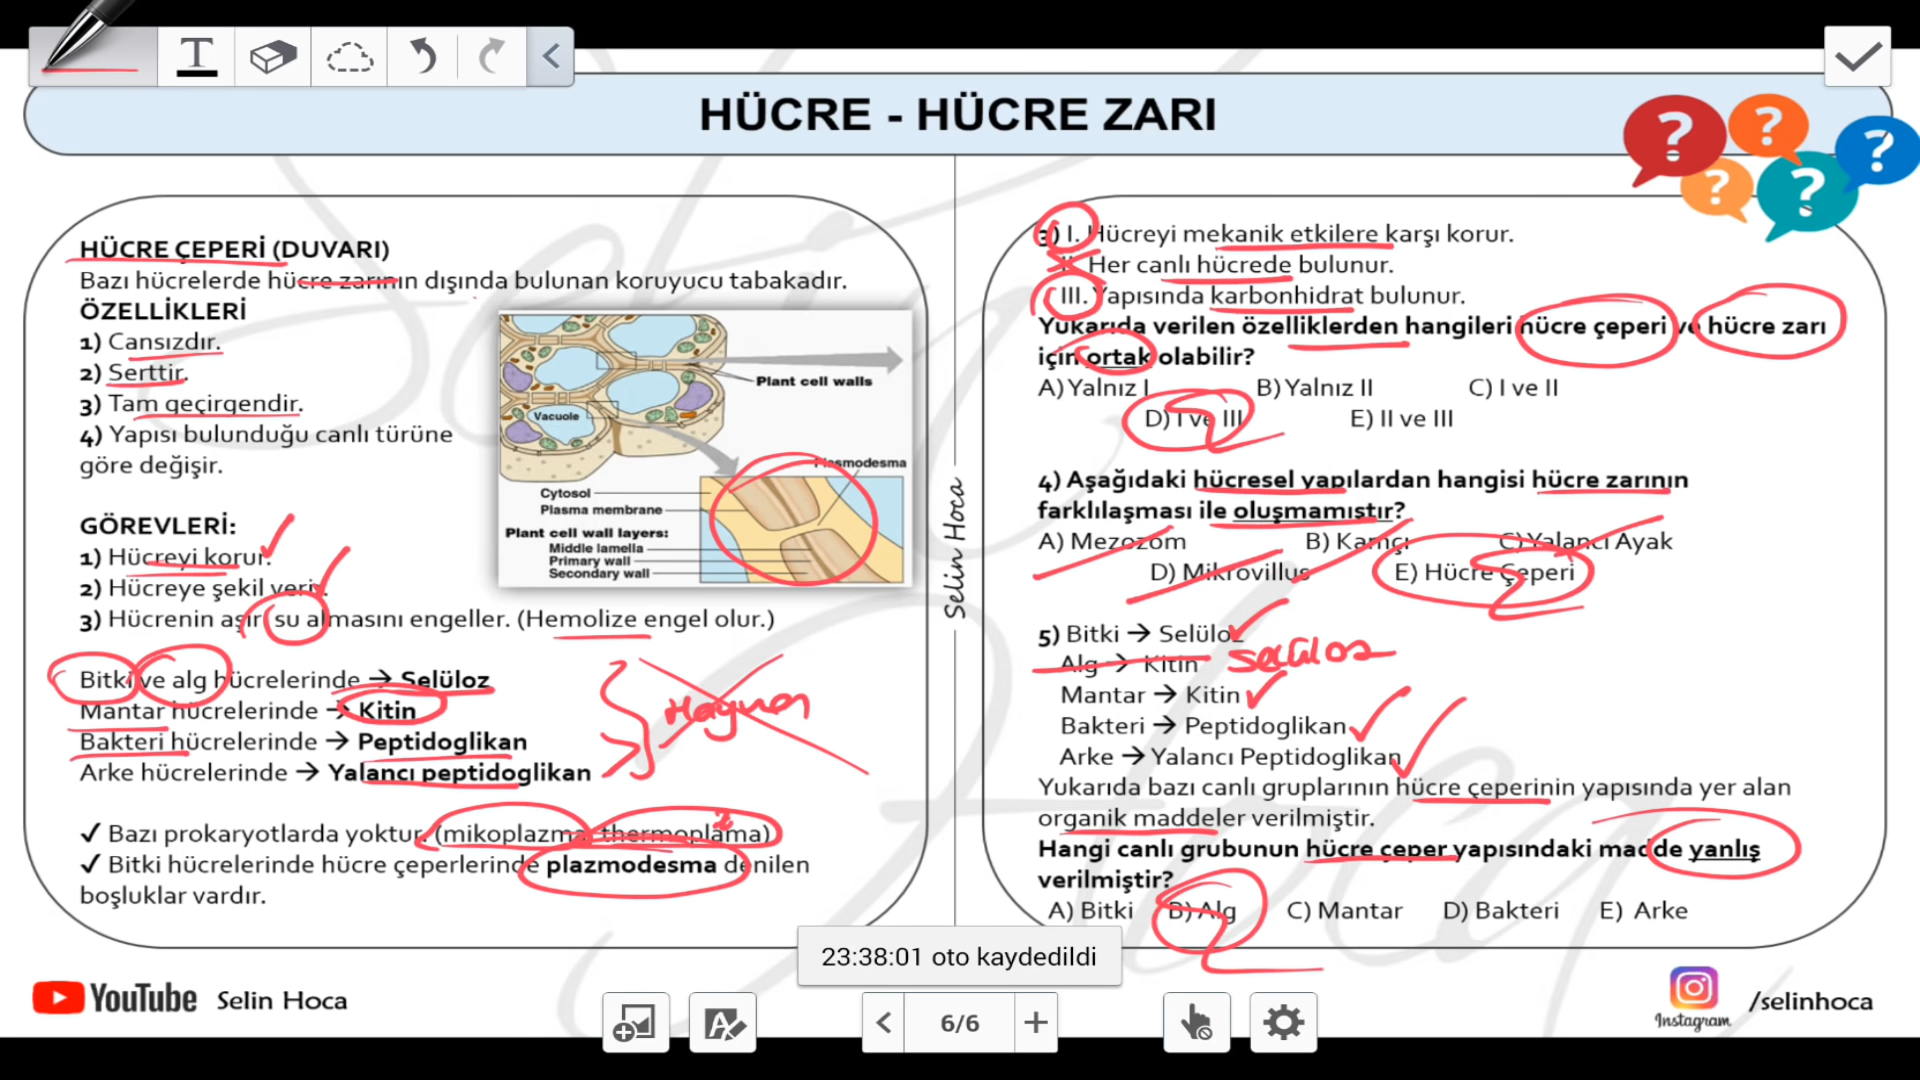 HÜCRE - HÜCRE ZARI
HÜCRE ÇEPERİ (DUVARI)
Bazı hücrelerde hücre zarının dışında bulunan koruyucu tabakadır.
ÖZELLİKLERİ
1) Cansızdır.
2) Serttir.
3) Tam geçirgendir.
4) Yapısı bulunduğu canlı türüne
göre değişir.
Plant cell walls
Vacuole
Plasmodesma
Cytosol
Plasma membrane
Plant cell wall layers:
Middle lamella
Primary wall
Secondary wall
GÖREVLERİ:
1) Hücreyi korur.
2) Hücreye şekil verir.
3) Hücrenin aşırı su almasını engeller. (Hemolize engel olur.)
Bitki ve alg hücrelerinde → Selüloz
Mantar hücrelerinde → Kitin
Bakteri hücrelerinde → Peptidoglikan
Arke hücrelerinde → Yalancı peptidoglikan
Hayvan
✓ Bazı prokaryotlarda yoktur. (mikoplazma, thermoplama)
✓ Bitki hücrelerinde hücre çeperlerinde plazmodesma denilen
boşluklar vardır.
Selin Hoca
3) I. Hücreyi mekanik etkilere karşı korur.
II. Her canlı hücrede bulunur.
III. Yapısında karbonhidrat bulunur.
Yukarıda verilen özelliklerden hangileri hücre çeperi ve hücre zarı
için ortak olabilir?
A) Yalnız I B) Yalnız II C) I ve II
D) I ve III E) II ve III
4) Aşağıdaki hücresel yapılardan hangisi hücre zarının
farklılaşması ile oluşmamıştır?
A) Mezozom B) Kamçı C) Yalancı Ayak
D) Mikrovillus E) Hücre Çeperi
5) Bitki → Selüloz
Alg → Kitin selüloz
Mantar → Kitin
Bakteri → Peptidoglikan
Arke → Yalancı Peptidoglikan
Yukarıda bazı canlı gruplarının hücre çeperinin yapısında yer alan
organik maddeler verilmiştir.
Hangi canlı grubunun hücre çeper yapısındaki madde yanlış
verilmiştir?
A) Bitki B) Alg C) Mantar D) Bakteri E) Arke
23:38:01 oto kaydedildi
YouTube Selin Hoca
6/6
Instagram /selinhoca